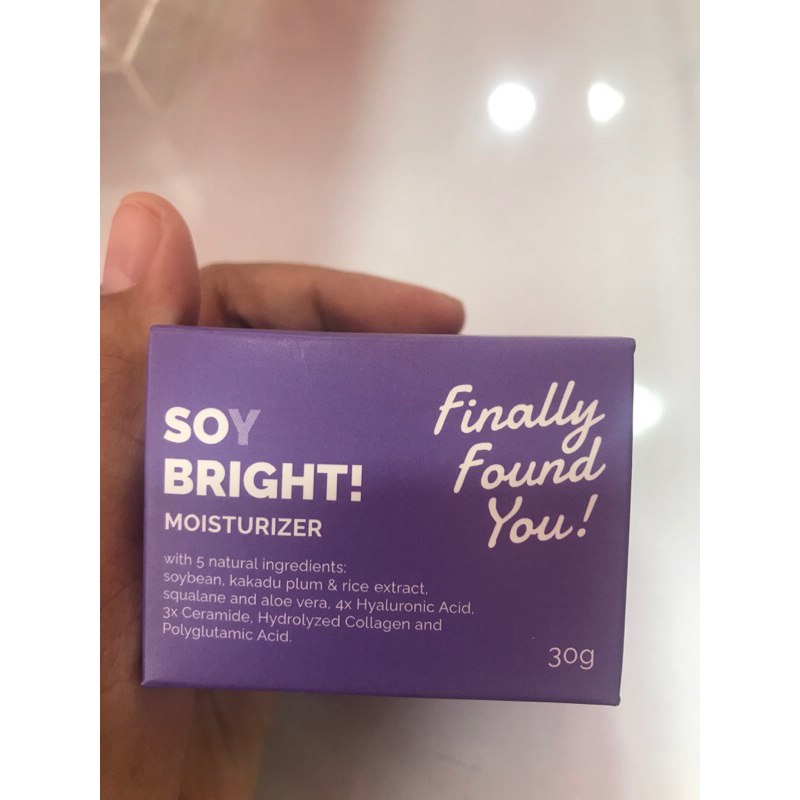 SOY
BRIGHT!
MOISTURIZER
with 5 natural ingredients:
soybean, kakadu plum & rice extract,
squalane and aloe vera, 4x Hyaluronic Acid,
3x Ceramide, Hydrolyzed Collagen and
Polyglutamic Acid.
Finally
Found
You!
30g